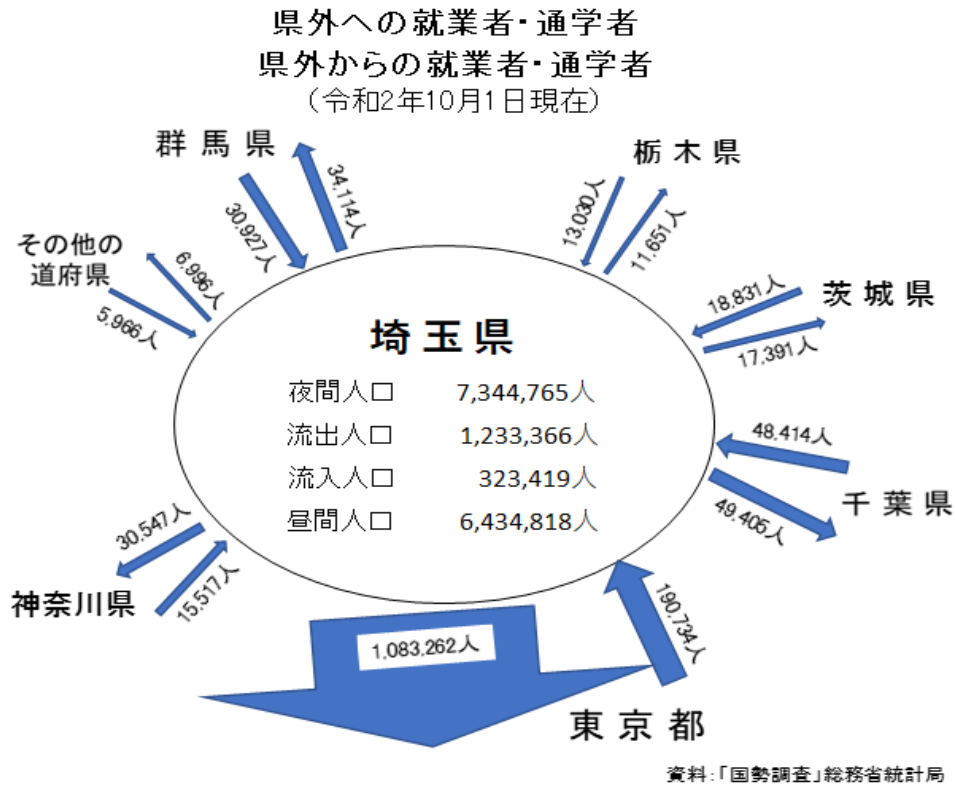 県外への就業者・通学者
県外からの就業者・通学者
（令和2年10月1日現在）
群馬県
30,927人
34,114人
栃木県
13,030人
11,651人
その他の
道府県
6,996人
5,966人
茨城県
18,831人
17,391人
埼玉県
夜間人口 7,344,765人
流出人口 1,233,366人
流入人口 323,419人
昼間人口 6,434,818人
48,414人
千葉県
49,405人
30,547人
神奈川県
15,517人
1,083,262人
190,734人
東京都
資料：「国勢調査」総務省統計局